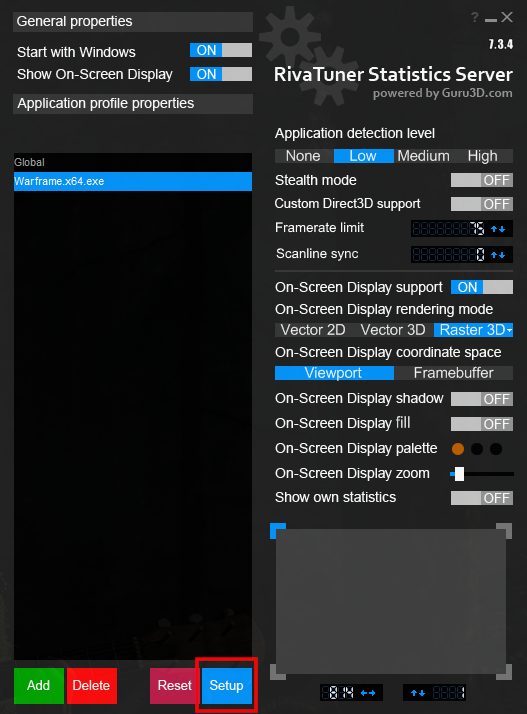 General properties
Start with Windows ON
Show On-Screen Display ON
Application profile properties
Global
Warframe.x64.exe
Add
Delete
Reset
Setup
?
7.3.4
RivaTuner Statistics Server
powered by Guru3D.com
Application detection level
None Low Medium High
Stealth mode OFF
Custom Direct3D support OFF
Framerate limit 75
Scanline sync 0
On-Screen Display support ON
On-Screen Display rendering mode
Vector 2D Vector 3D Raster 3D
On-Screen Display coordinate space
Viewport Framebuffer
On-Screen Display shadow OFF
On-Screen Display fill OFF
On-Screen Display palette
On-Screen Display zoom
Show own statistics OFF
-814 1